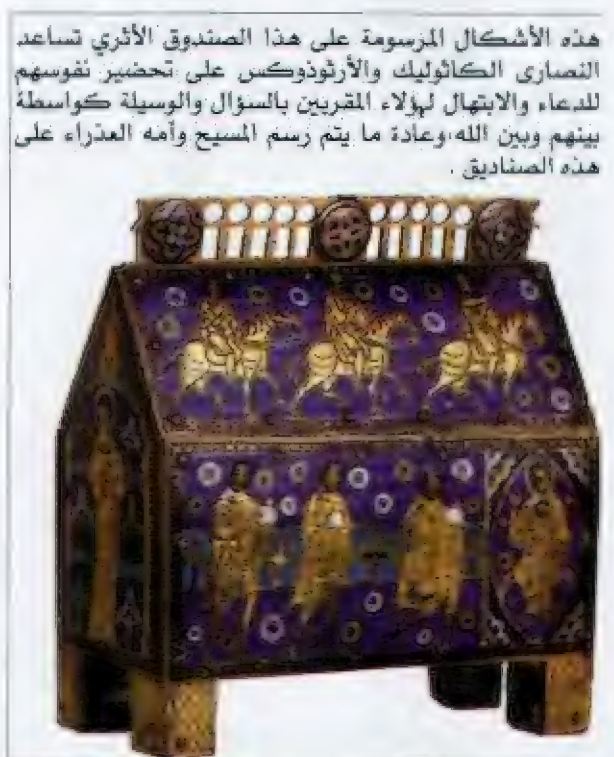 هذه الأشكال المرسومة على هذا الصندوق الأثري تساعد
النصارى الكاثوليك والأرثوذوكس على تحضير نفوسهم
للدعاء والابتهال لهؤلاء المقربين بالسؤال والوسيلة كواسطة
بينهم وبين الله وعادة ما يتم رسم المسيح وأمه العذراء على
هذه الصناديق .